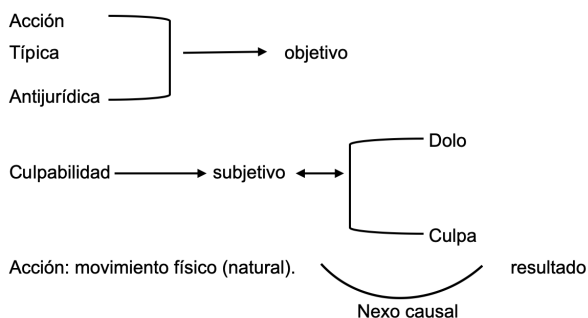 Acción
Típica
objetivo
Antijurídica
Dolo
Culpabilidad
subjetivo
Culpa
Acción: movimiento físico (natural).
resultado
Nexo causal